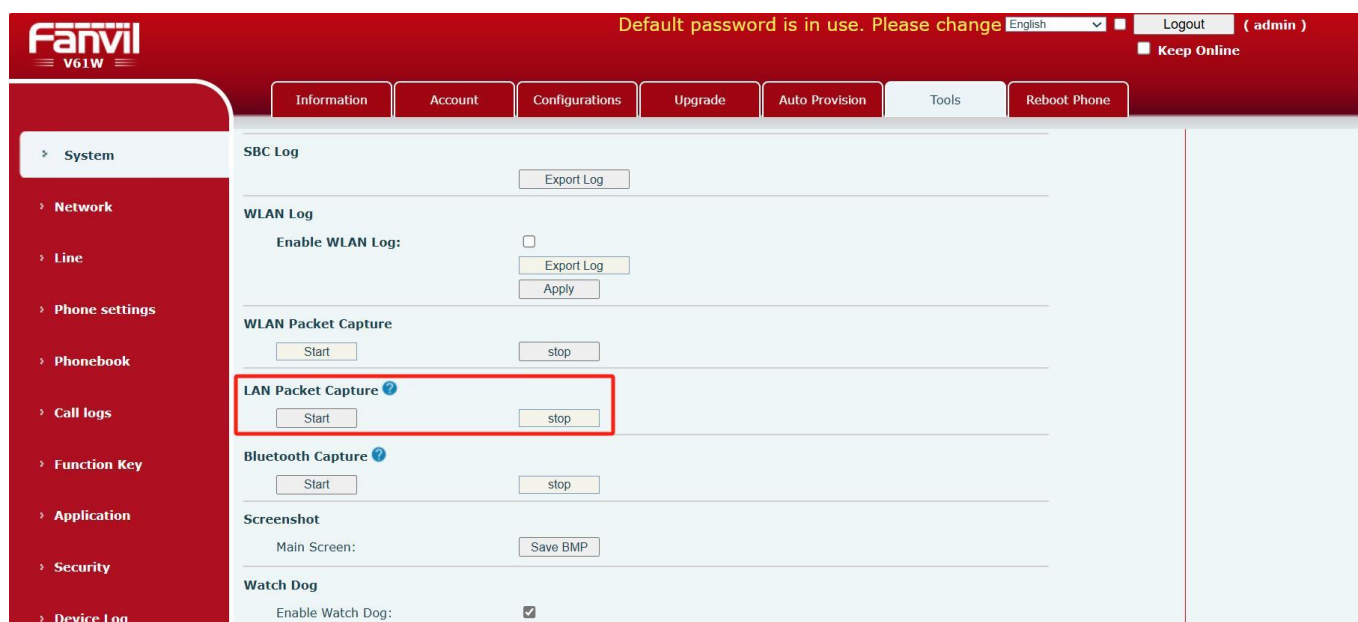 Default password is in use. Please change English Logout ( admin )
Fanvil
V61W
Keep Online
Information Account Configurations Upgrade Auto Provision Tools Reboot Phone
› System
› Network
› Line
› Phone settings
› Phonebook
› Call logs
› Function Key
› Application
› Security
› Device Log
SBC Log
Export Log
WLAN Log
Enable WLAN Log:
Export Log
Apply
WLAN Packet Capture
Start stop
LAN Packet Capture ?
Start stop
Bluetooth Capture ?
Start stop
Screenshot
Main Screen: Save BMP
Watch Dog
Enable Watch Dog: